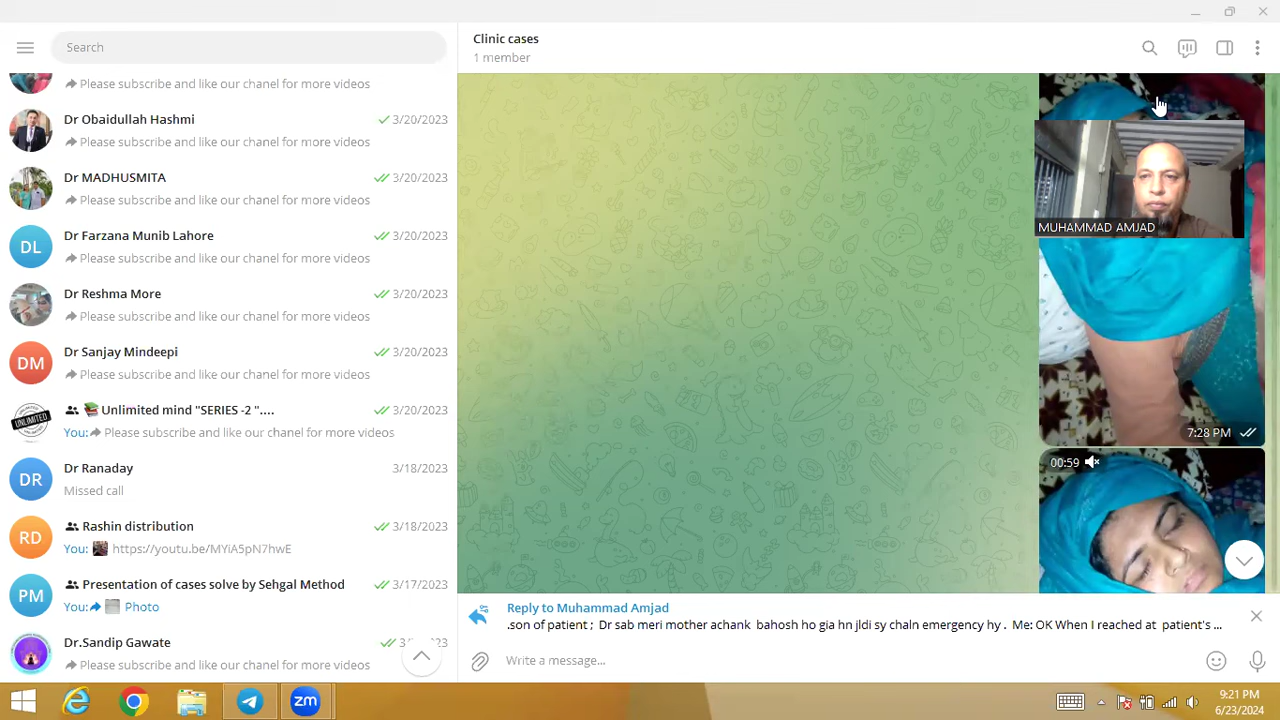 Search
Please subscribe and like our chanel for more videos
Dr Obaidullah Hashmi 3/20/2023
Please subscribe and like our chanel for more videos
Dr MADHUSMITA 3/20/2023
Please subscribe and like our chanel for more videos
DL Dr Farzana Munib Lahore 3/20/2023
Please subscribe and like our chanel for more videos
Dr Reshma More 3/20/2023
Please subscribe and like our chanel for more videos
DM Dr Sanjay Mindeepi 3/20/2023
Please subscribe and like our chanel for more videos
UNLIMITED Unlimited mind "SERIES -2 ".... 3/20/2023
You: Please subscribe and like our chanel for more videos
DR Dr Ranaday 3/18/2023
Missed call
RD Rashin distribution 3/18/2023
You: https://youtu.be/MYiA5pN7hwE
PM Presentation of cases solve by Sehgal Method 3/17/2023
You: Photo
Dr.Sandip Gawate
Please subscribe and like our chanel for more videos
Clinic cases
1 member
MUHAMMAD AMJAD
7:28 PM
00:59
Reply to Muhammad Amjad
.son of patient ; Dr sab meri mother achank bahosh ho gia hn jldi sy chaln emergency hy . Me: OK When I reached at patient's ...
Write a message...
zm
9:21 PM
6/23/2024